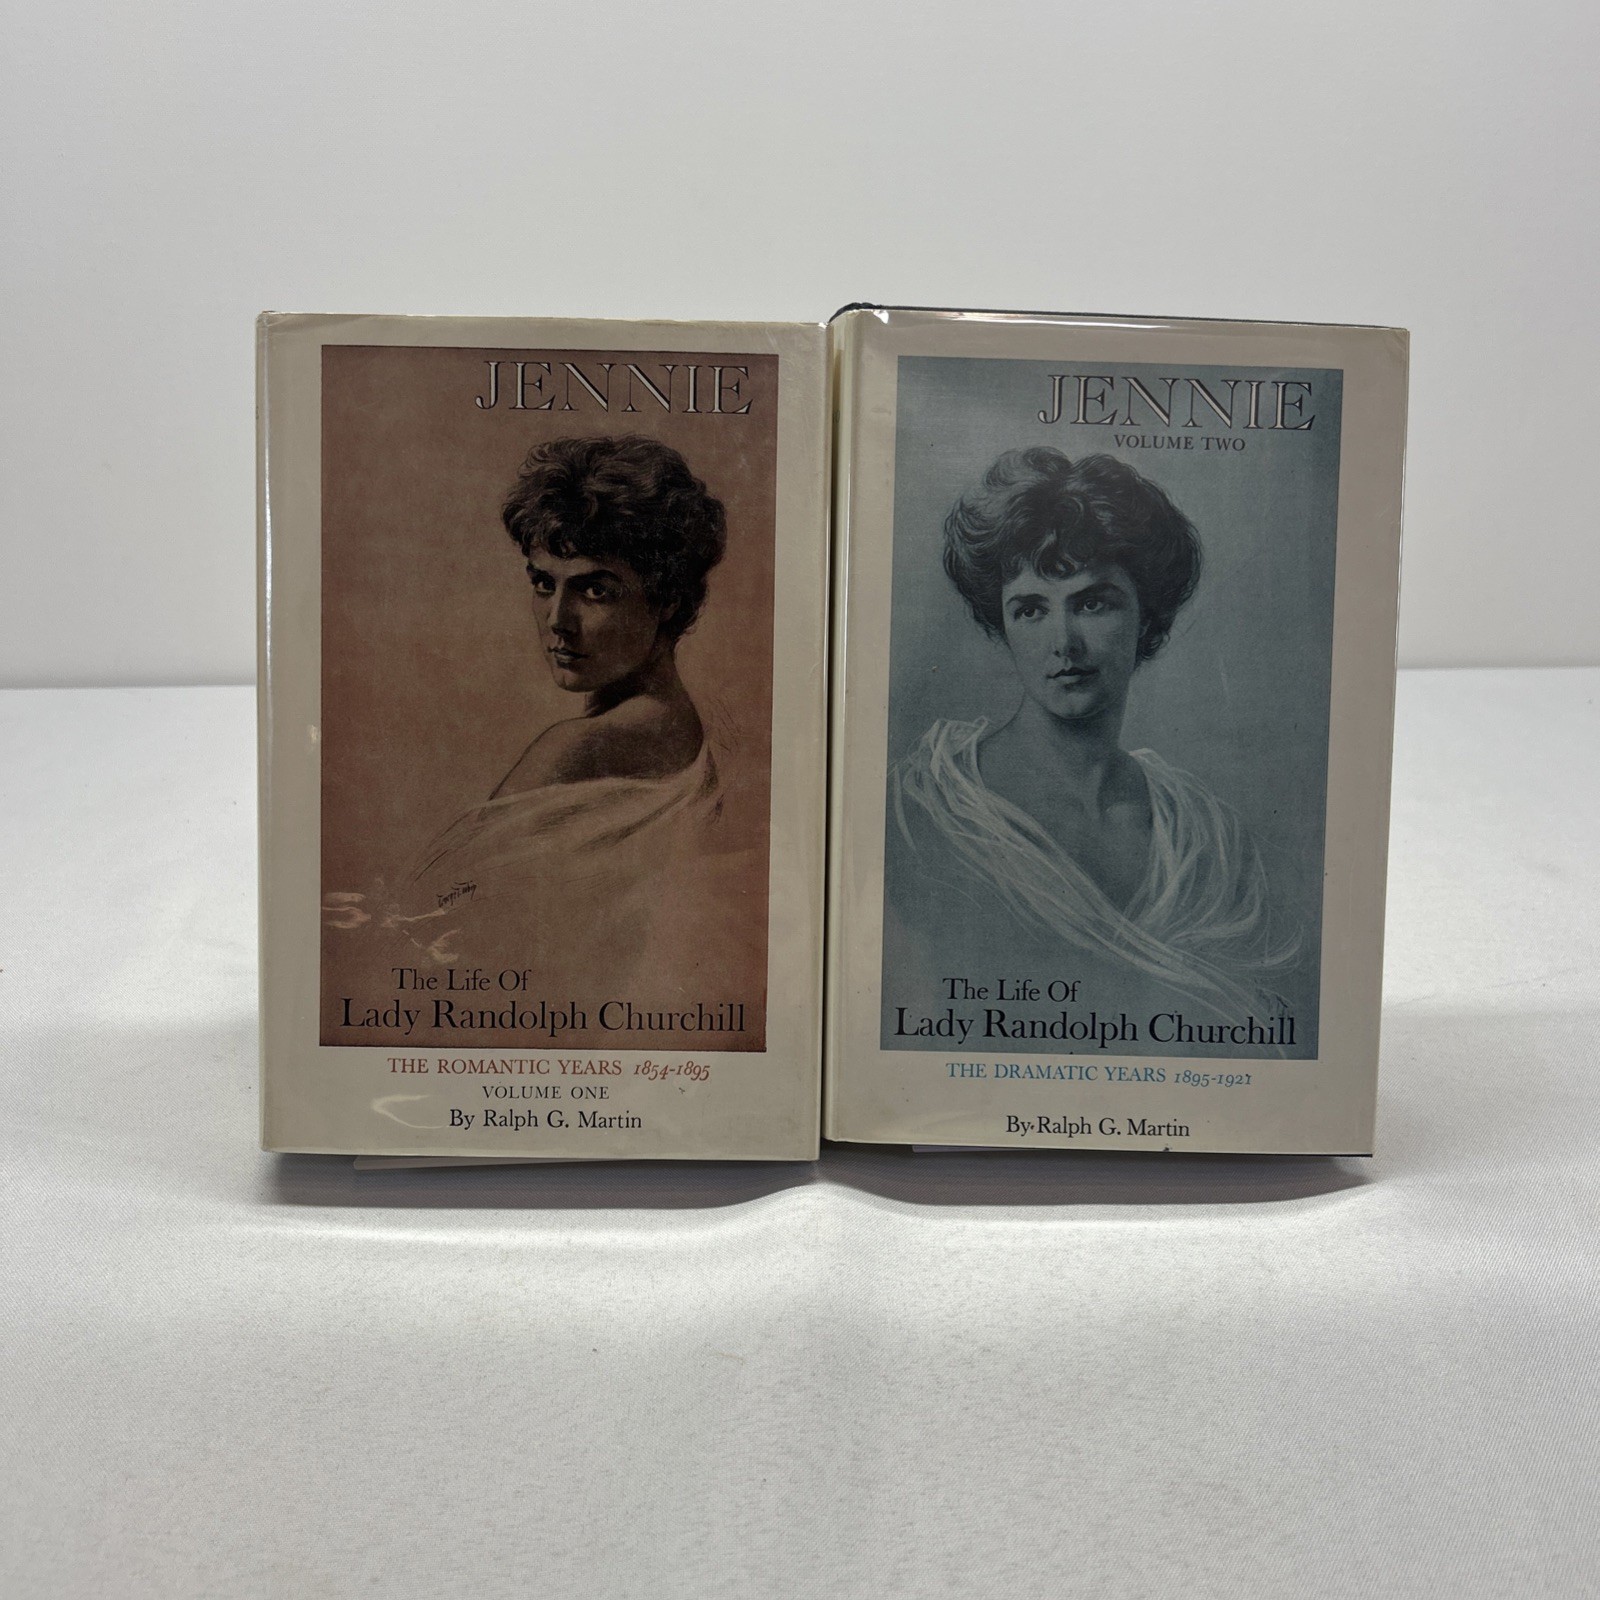 JENNIE
The Life Of
Lady Randolph Churchill
THE ROMANTIC YEARS 1854-1895
VOLUME ONE
By Ralph G. Martin
JENNIE
VOLUME TWO
The Life Of
Lady Randolph Churchill
THE DRAMATIC YEARS 1895-1921
By Ralph G. Martin